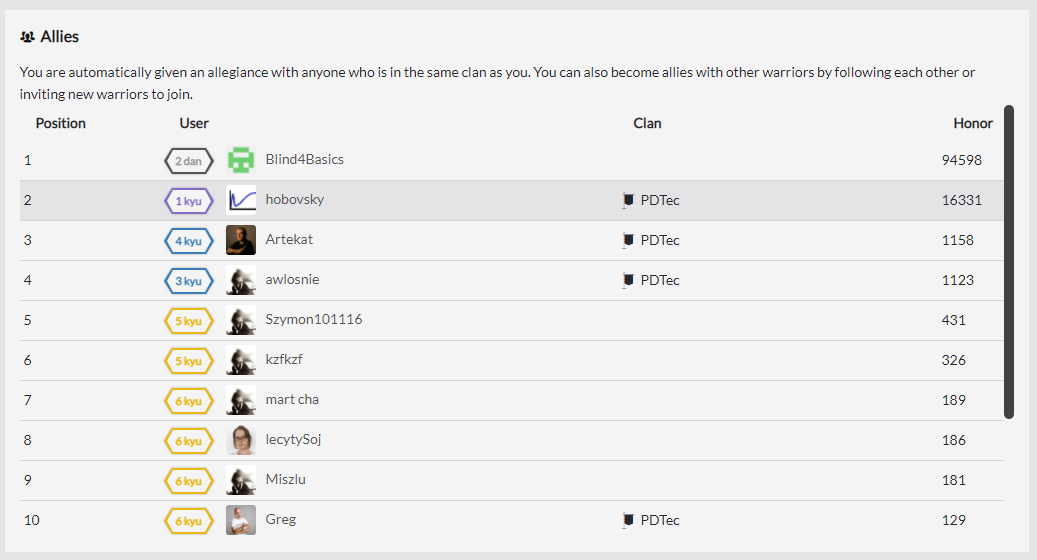 Allies
You are automatically given an allegiance with anyone who is in the same clan as you. You can also become allies with other warriors by following each other or
inviting new warriors to join.
Position User Clan Honor
1 2 dan Blind4Basics 94598
2 1 kyu hobovsky PDTec 16331
3 4 kyu Artekat PDTec 1158
4 3 kyu awlosnie PDTec 1123
5 5 kyu Szymon101116 431
6 5 kyu kzfkzf 326
7 6 kyu mart cha 189
8 6 kyu lecytySoj 186
9 6 kyu Miszlu 181
10 6 kyu Greg PDTec 129